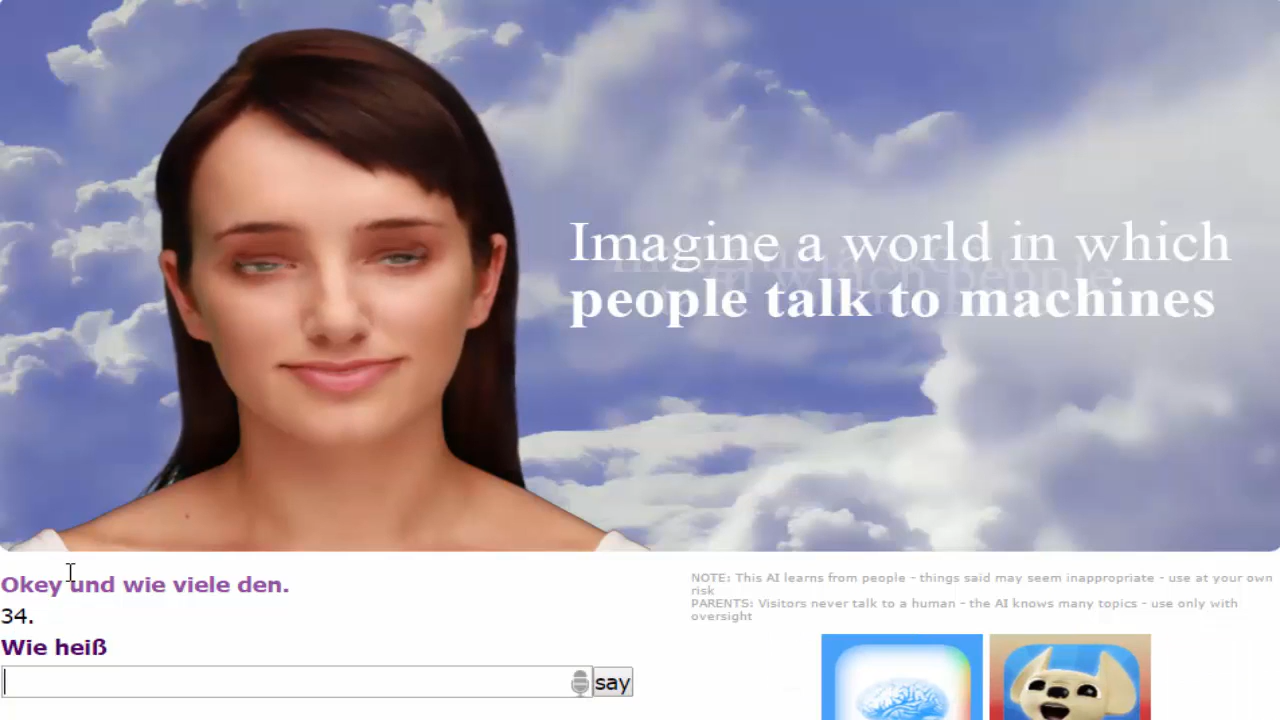 Imagine a world in which
people talk to machines
Okey und wie viele den.
34.
Wie heiß
say
NOTE: This AI learns from people - things said may seem inappropriate - use at your own
risk
PARENTS: Visitors never talk to a human - the AI knows many topics - use only with
oversight